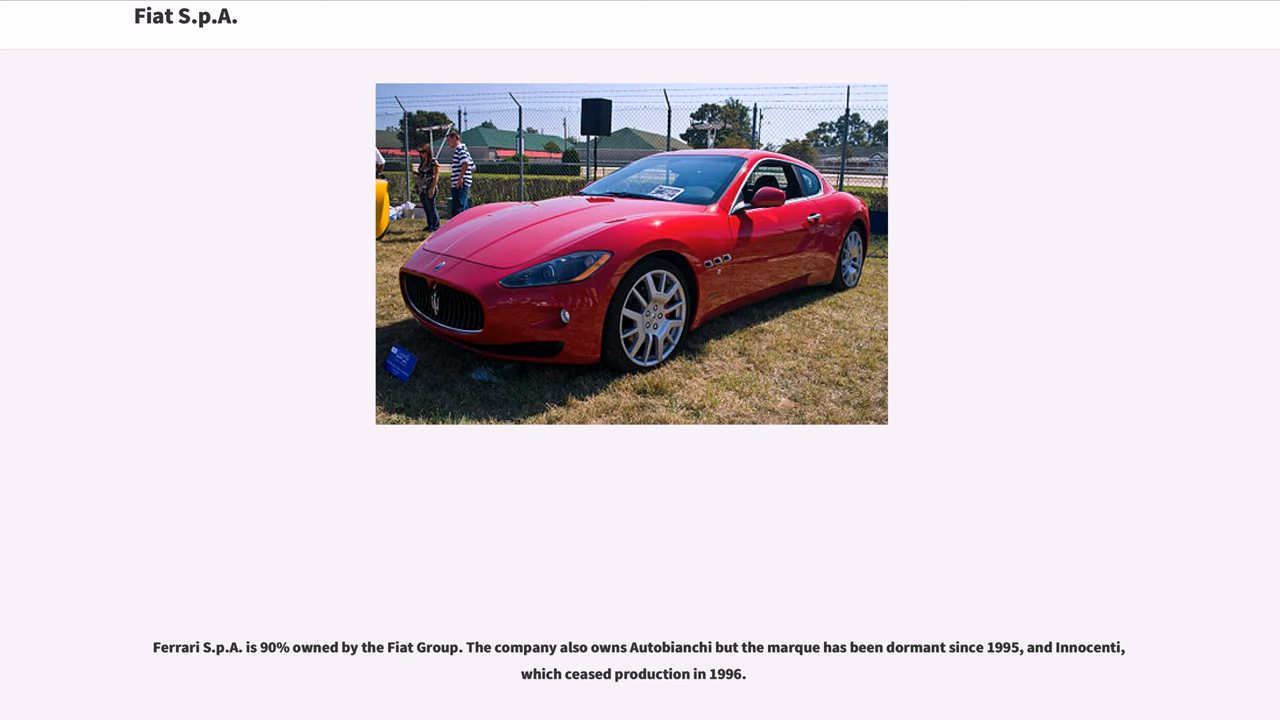 Fiat S.p.A.
Ferrari S.p.A. is 90% owned by the Fiat Group. The company also owns Autobianchi but the marque has been dormant since 1995, and Innocenti,
which ceased production in 1996.